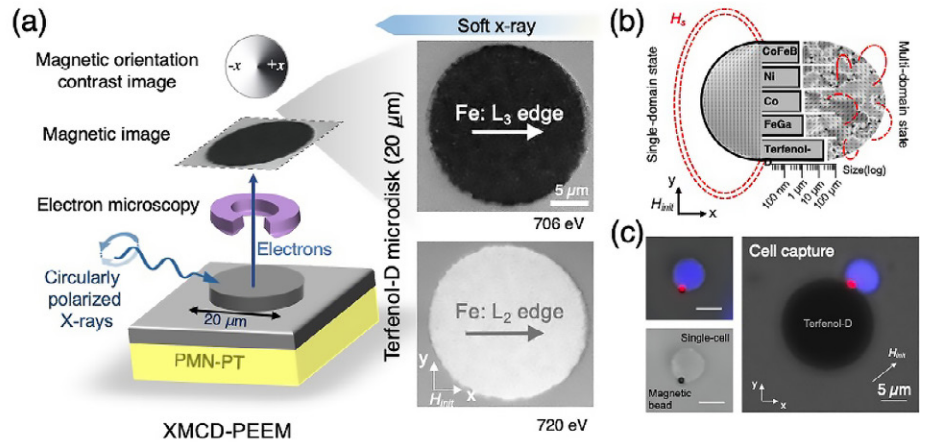 (a)
Soft x-ray
Magnetic orientation
contrast image
-x
+x
Magnetic image
Electron microscopy
Electrons
Circularly
polarized
X-rays
20 µm
PMN-PT
XMCD-PEEM
Terfenol-D microdisk (20 µm)
Fe: L3 edge
5 µm
706 eV
Fe: L2 edge
y
Hinit
x
720 eV
(b)
Hs
Single-domain state
CoFeB
Ni
Co
FeGa
Terfenol-
Multi-domain state
Size(log)
100 nm
1 µm
10 µm
100 µm
y
Hinit
x
(c)
Cell capture
Terfenol-D
Single-cell
Magnetic
bead
Hinit
y
x
5 µm